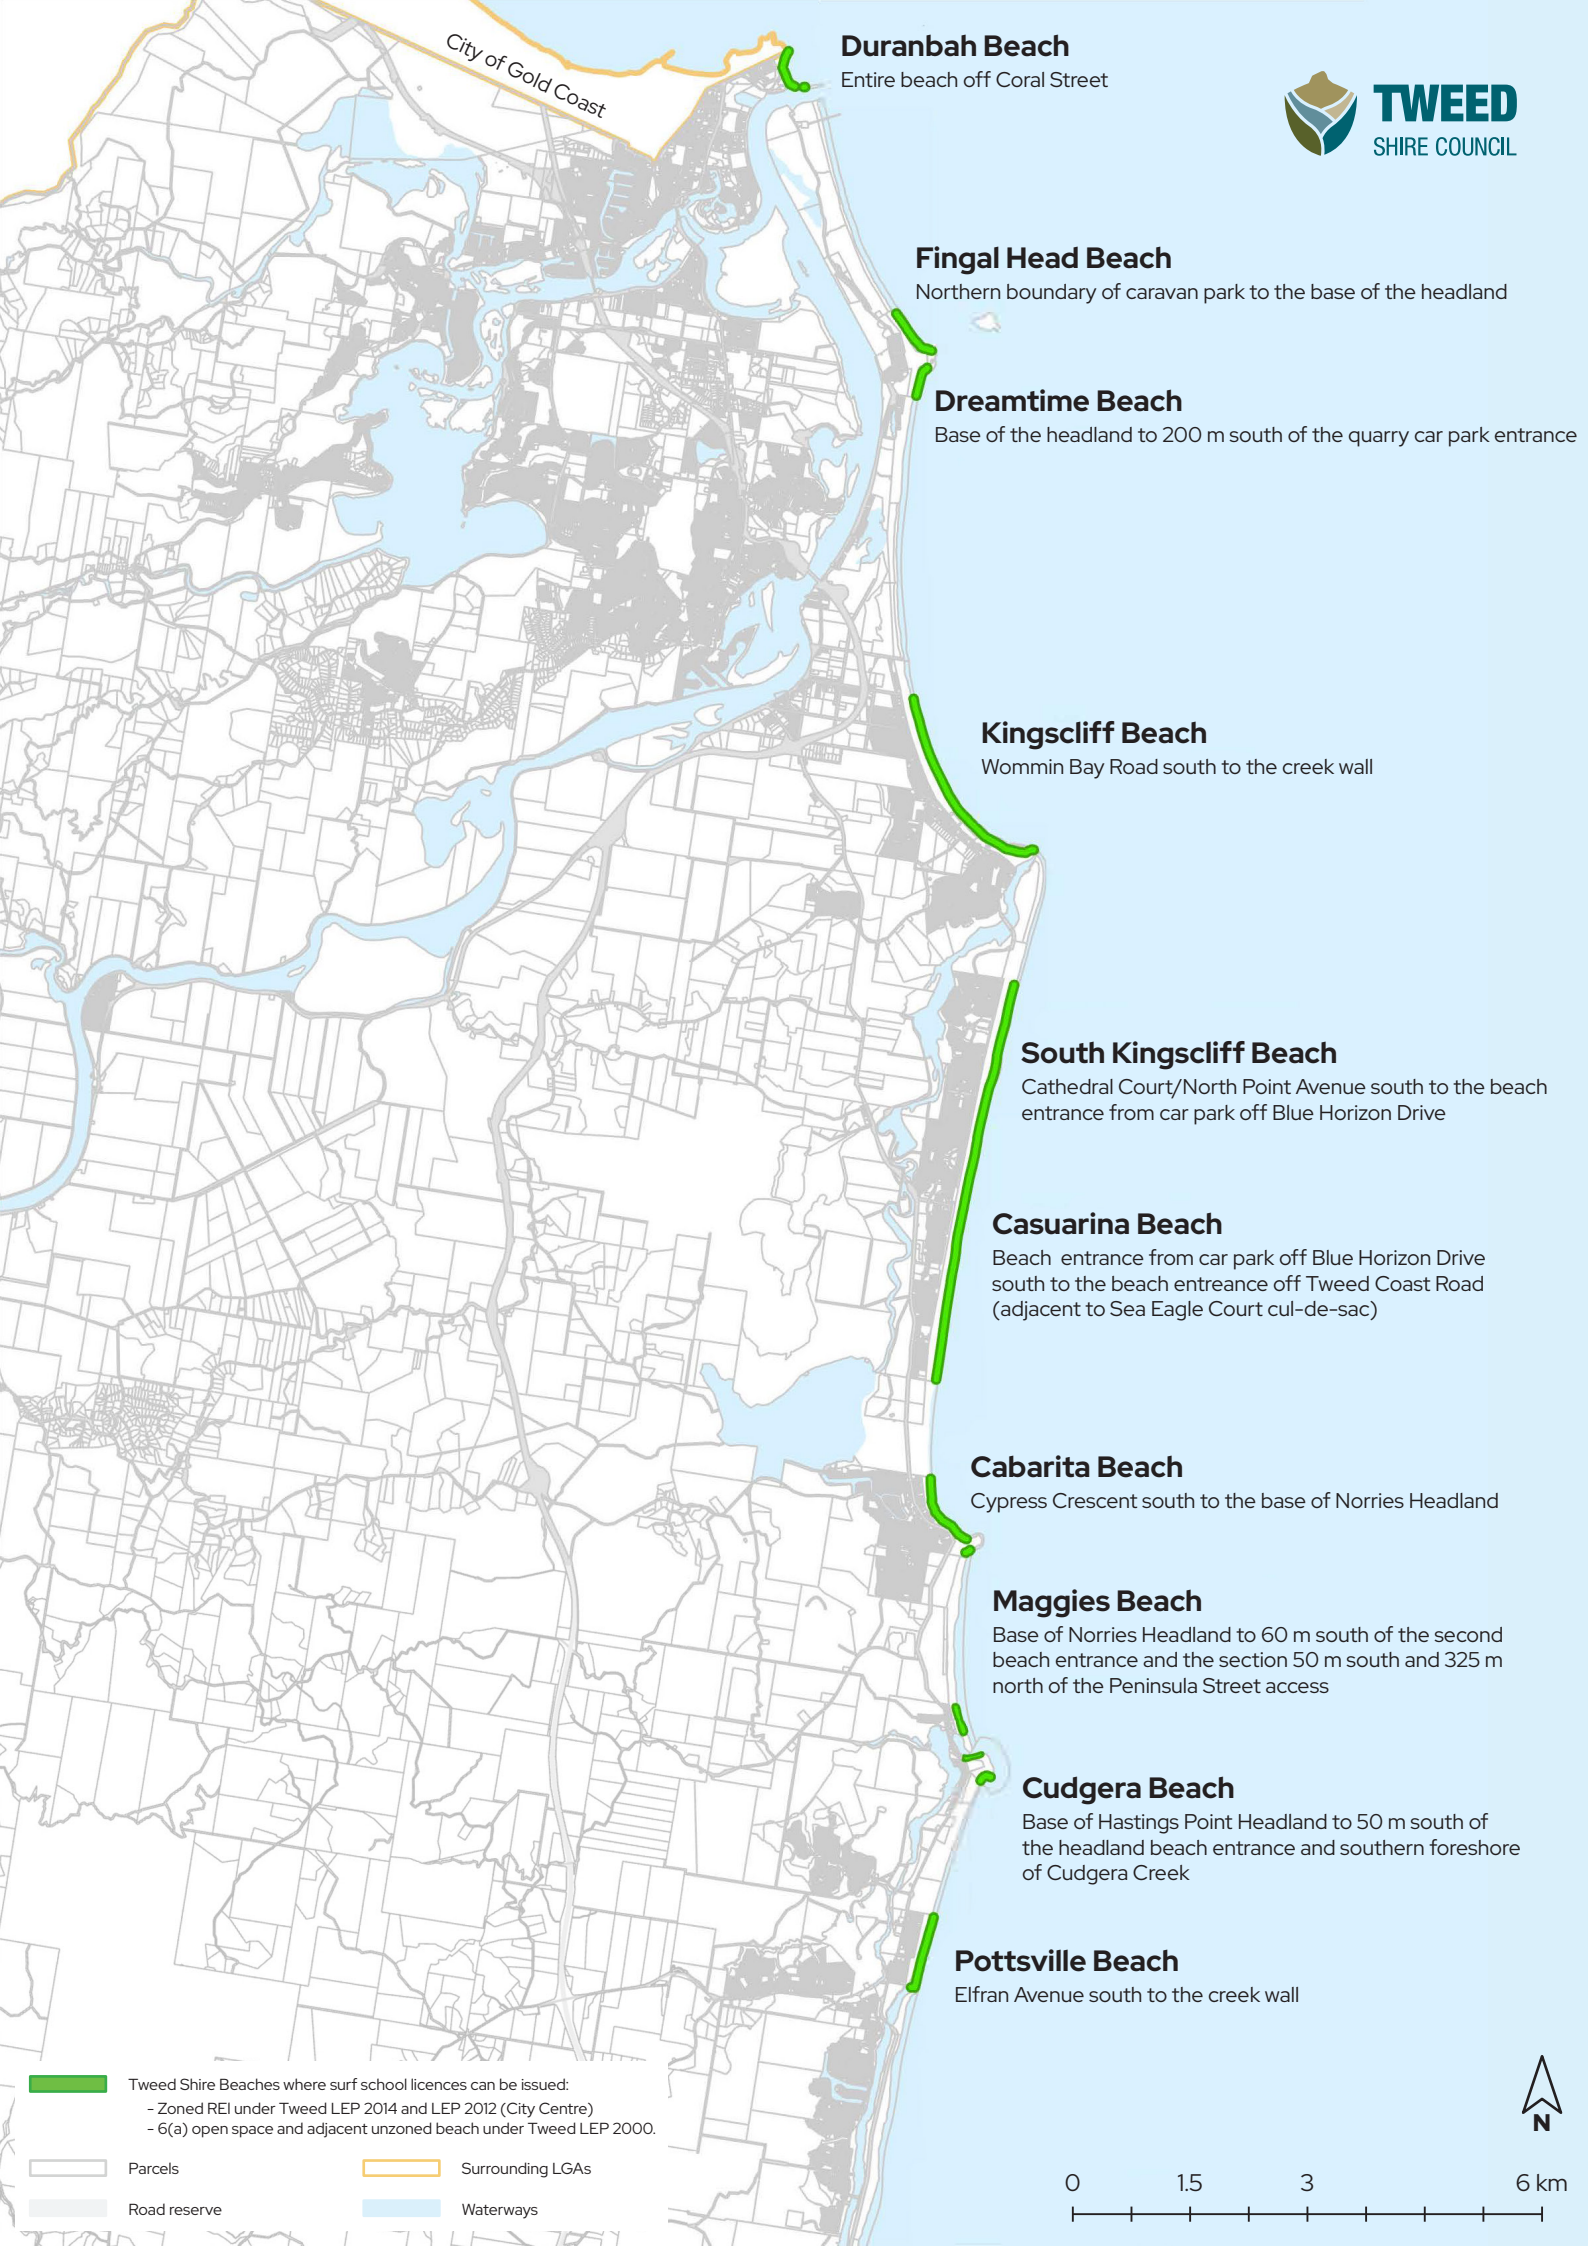 City of Gold Coast
Duranbah Beach
Entire beach off Coral Street
TWEED
SHIRE COUNCIL
Fingal Head Beach
Northern boundary of caravan park to the base of the headland
Dreamtime Beach
Base of the headland to 200 m south of the quarry car park entrance
Kingscliff Beach
Wommin Bay Road south to the creek wall
South Kingscliff Beach
Cathedral Court/North Point Avenue south to the beach
entrance from car park off Blue Horizon Drive
Casuarina Beach
Beach entrance from car park off Blue Horizon Drive
south to the beach entreance off Tweed Coast Road
(adjacent to Sea Eagle Court cul-de-sac)
Cabarita Beach
Cypress Crescent south to the base of Norries Headland
Maggies Beach
Base of Norries Headland to 60 m south of the second
beach entrance and the section 50 m south and 325 m
north of the Peninsula Street access
Cudgera Beach
Base of Hastings Point Headland to 50 m south of
the headland beach entrance and southern foreshore
of Cudgera Creek
Pottsville Beach
Elfran Avenue south to the creek wall
Tweed Shire Beaches where surf school licences can be issued:
- Zoned REI under Tweed LEP 2014 and LEP 2012 (City Centre)
- 6(a) open space and adjacent unzoned beach under Tweed LEP 2000.
Parcels
Surrounding LGAs
Road reserve
Waterways
N
0 1.5 3 6 km